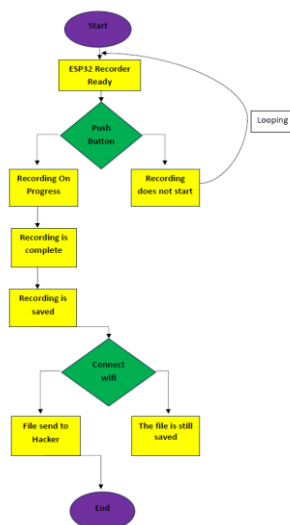 Start
ESP32 Recorder
Ready
Looping
Push
Button
Recording On
Progress
Recording
does not start
Recording is
complete
Recording is
saved
Connect
wifi
File send to
Hacker
The file is still
saved
End